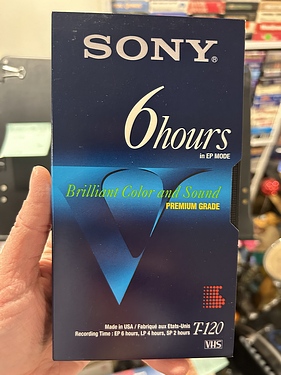 SONY®
6hours
in EP MODE
Brilliant Color and Sound
PREMIUM GRADE
Made in USA / Fabriqué aux Etats-Unis
Recording Time : EP 6 hours, LP 4 hours, SP 2 hours
T-120
VHS